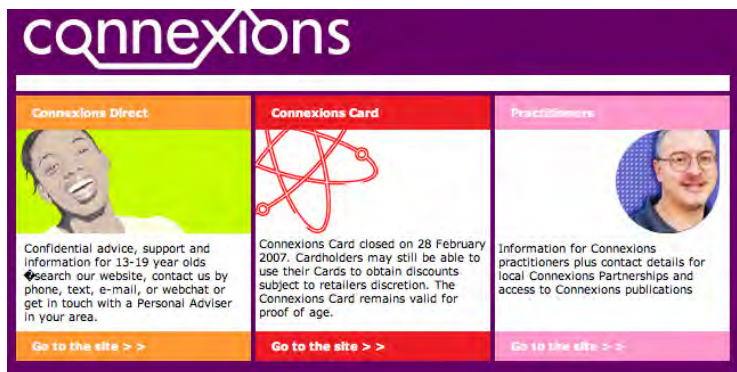 connexions
Connexions Direct
Confidential advice, support and
information for 13-19 year olds
�search our website, contact us by
phone, text, e-mail, or webchat or
get in touch with a Personal Adviser
in your area.
Go to the site > >
Connexions Card
Connexions Card closed on 28 February
2007. Cardholders may still be able to
use their Cards to obtain discounts
subject to retailers discretion. The
Connexions Card remains valid for
proof of age.
Go to the site > >
Practitioners
Information for Connexions
practitioners plus contact details for
local Connexions Partnerships and
access to Connexions publications
Go to the site > >